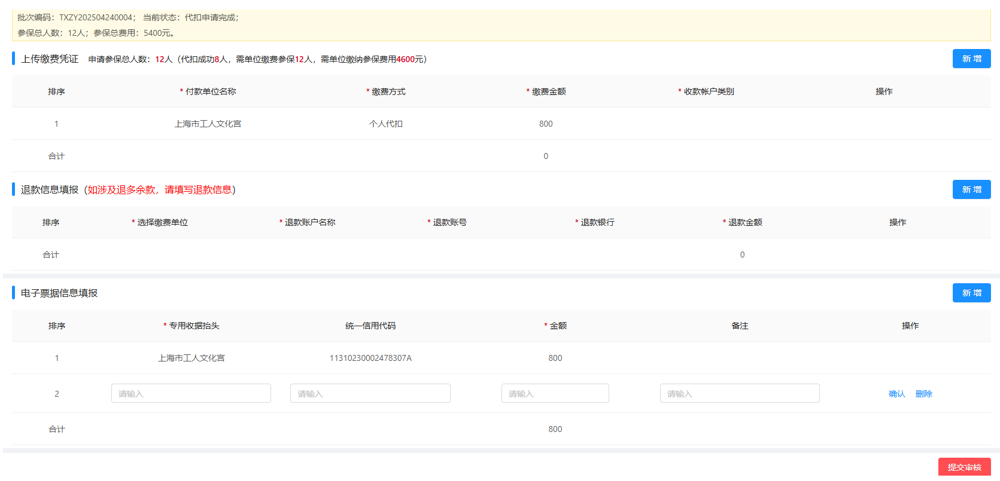 批次编码：TXZY202504240004； 当前状态：代扣申请完成；
参保总人数：12人；参保总费用：5400元。
上传缴费凭证 申请参保总人数：12人（代扣成功8人，需单位缴费参保12人，需单位缴纳参保费用4600元） 新 增
排序 * 付款单位名称 * 缴费方式 * 缴费金额 * 收款帐户类别 操作
1 上海市工人文化宫 个人代扣 800
合计 0
退款信息填报（如涉及退多余款，请填写退款信息） 新 增
排序 * 选择缴费单位 * 退款账户名称 * 退款账号 * 退款银行 * 退款金额 操作
合计 0
电子票据信息填报 新 增
排序 * 专用收据抬头 统一信用代码 * 金额 备注 操作
1 上海市工人文化宫 11310230002478307A 800
2 请输入 请输入 请输入 请输入 确认 删除
合计 800
提交审核